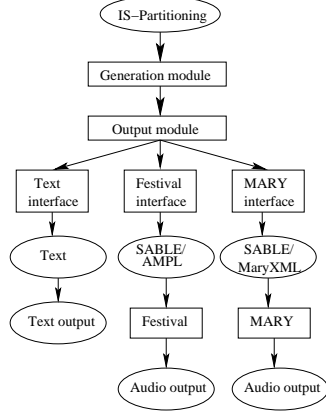 IS–Partitioning
Generation module
Output module
Text
interface
Festival
interface
MARY
interface
Text
SABLE/
AMPL
SABLE/
MaryXML
Text output
Festival
MARY
Audio output
Audio output